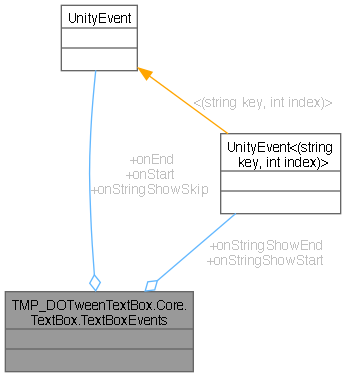 UnityEvent
<(string key, int index)>
UnityEvent<(string
key, int index)>
+onEnd
+onStart
+onStringShowSkip
+onStringShowEnd
+onStringShowStart
TMP_DOTweenTextBox.Core.
TextBox.TextBoxEvents